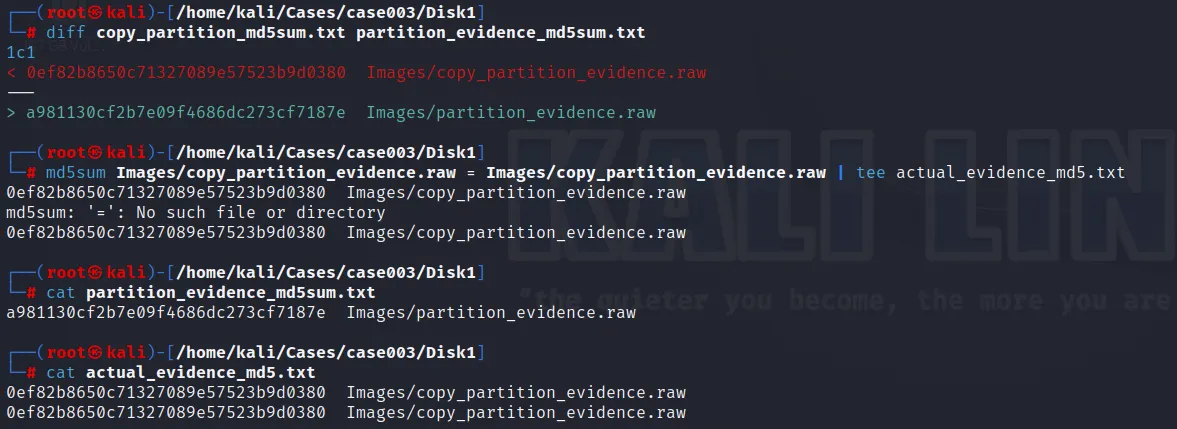 ┌──(root㉿kali)-[/home/kali/Cases/case003/Disk1]
└─# diff copy_partition_md5sum.txt partition_evidence_md5sum.txt
1c1
< 0ef82b8650c71327089e57523b9d0380  Images/copy_partition_evidence.raw
---
> a981130cf2b7e09f4686dc273cf7187e  Images/partition_evidence.raw
┌──(root㉿kali)-[/home/kali/Cases/case003/Disk1]
└─# md5sum Images/copy_partition_evidence.raw = Images/copy_partition_evidence.raw | tee actual_evidence_md5.txt
0ef82b8650c71327089e57523b9d0380  Images/copy_partition_evidence.raw
md5sum: '=': No such file or directory
0ef82b8650c71327089e57523b9d0380  Images/copy_partition_evidence.raw
KALI LIN
┌──(root㉿kali)-[/home/kali/Cases/case003/Disk1]
└─# cat partition_evidence_md5sum.txt
"the quieter you become, the more you are
a981130cf2b7e09f4686dc273cf7187e  Images/partition_evidence.raw
┌──(root㉿kali)-[/home/kali/Cases/case003/Disk1]
└─# cat actual_evidence_md5.txt
0ef82b8650c71327089e57523b9d0380  Images/copy_partition_evidence.raw
0ef82b8650c71327089e57523b9d0380  Images/copy_partition_evidence.raw